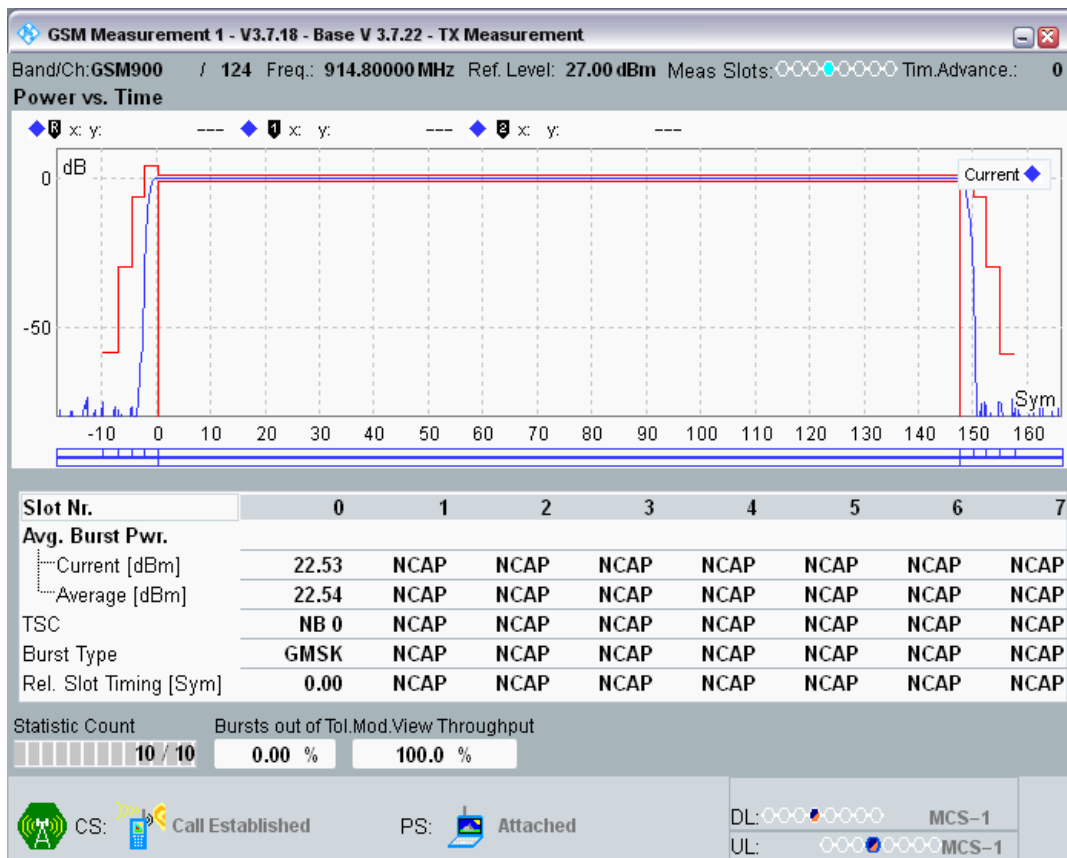 GSM Measurement 1 - V3.7.18 - Base V 3.7.22 - TX Measurement
Band/Ch:GSM900 / 124 Freq.: 914.80000 MHz Ref. Level: 27.00 dBm Meas Slots: Tim.Advance.: 0
Power vs. Time
R x: y: --- 1 x: y: --- 2 x: y: ---
dB
Current
0
-50
Sym
-10 0 10 20 30 40 50 60 70 80 90 100 110 120 130 140 150 160
Slot Nr. 0 1 2 3 4 5 6 7
Avg. Burst Pwr.
Current [dBm] 22.53 NCAP NCAP NCAP NCAP NCAP NCAP NCAP
Average [dBm] 22.54 NCAP NCAP NCAP NCAP NCAP NCAP NCAP
TSC NB 0 NCAP NCAP NCAP NCAP NCAP NCAP NCAP
Burst Type GMSK NCAP NCAP NCAP NCAP NCAP NCAP NCAP
Rel. Slot Timing [Sym] 0.00 NCAP NCAP NCAP NCAP NCAP NCAP NCAP
Statistic Count Bursts out of Tol.Mod.View Throughput
10 / 10 0.00 % 100.0 %
CS: Call Established PS: Attached
DL: MCS-1
UL: MCS-1